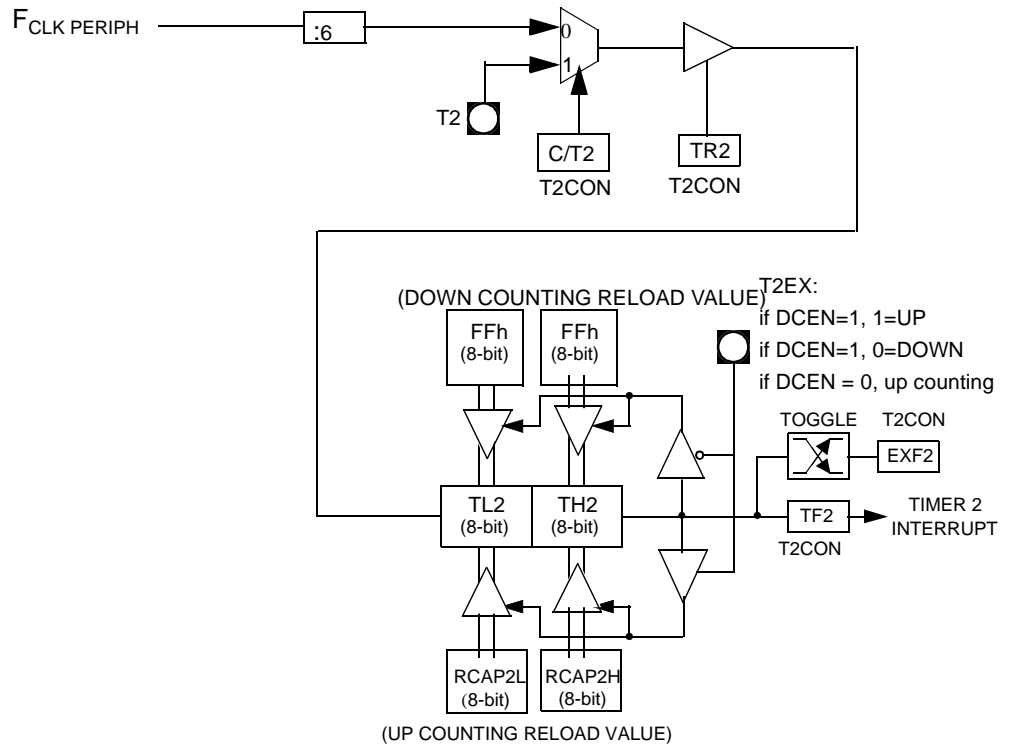 FCLK PERIPH
:6
0
1
T2
C/T2
TR2
T2CON
T2CON
T2EX:
(DOWN COUNTING RELOAD VALUE)
if DCEN=1, 1=UP
FFh
(8-bit)
FFh
(8-bit)
if DCEN=1, 0=DOWN
if DCEN = 0, up counting
TOGGLE
T2CON
EXF2
TL2
(8-bit)
TH2
(8-bit)
TF2
TIMER 2
INTERRUPT
T2CON
RCAP2L
(8-bit)
RCAP2H
(8-bit)
(UP COUNTING RELOAD VALUE)